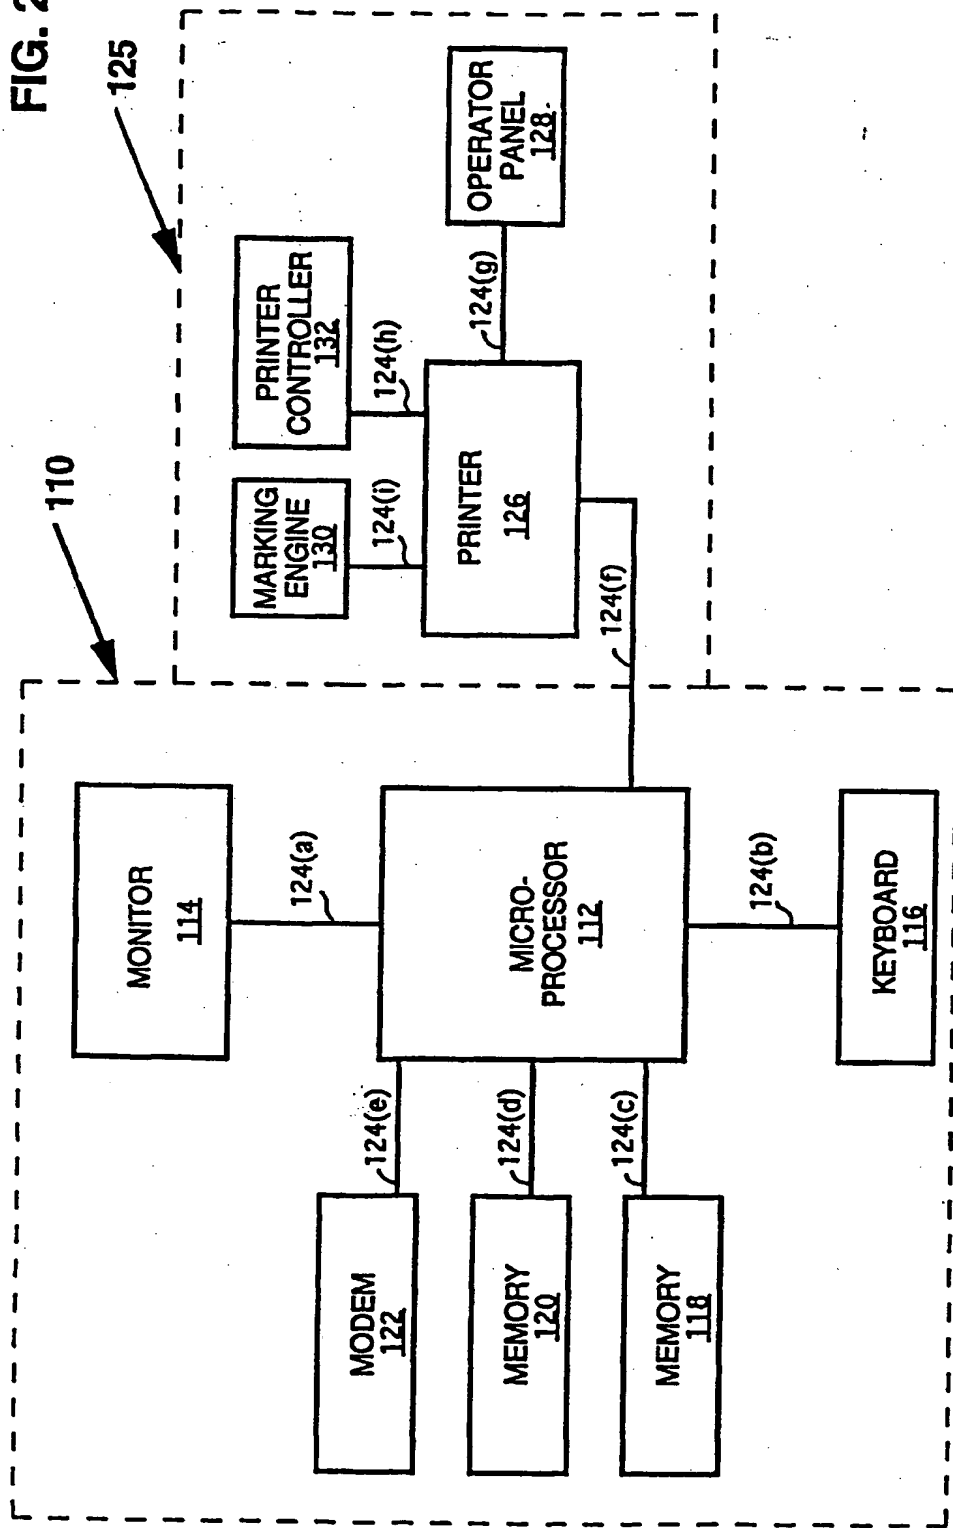 FIG. 2
125
110
PRINTER
CONTROLLER
132
MARKING
ENGINE
130
OPERATOR
PANEL
128
124(h)
124(i)
124(g)
PRINTER
126
124(f)
MONITOR
114
124(a)
MICRO-
PROCESSOR
112
124(b)
KEYBOARD
116
124(e)
124(d)
124(c)
MODEM
122
MEMORY
120
MEMORY
118